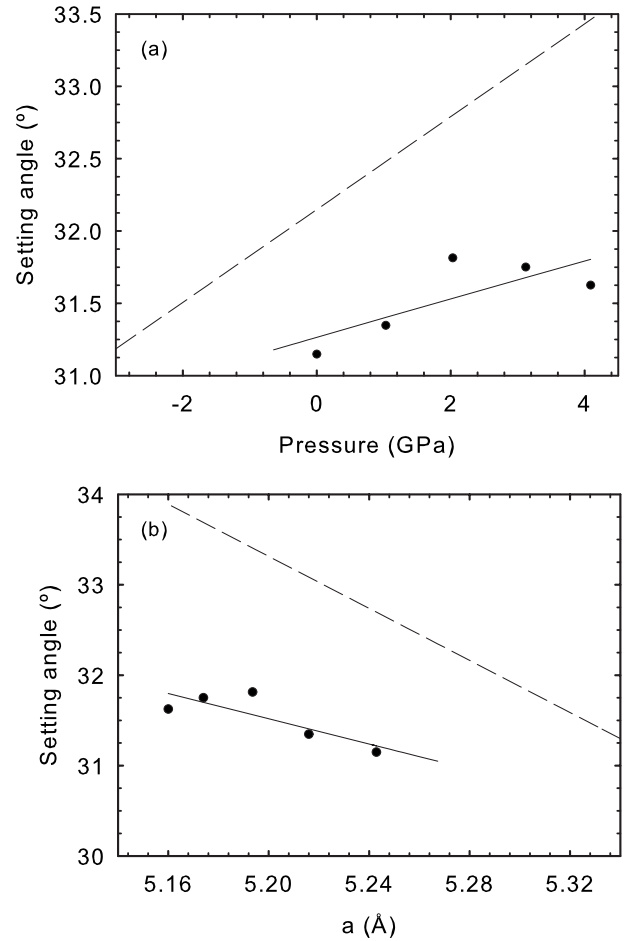 33.5
(a)
33.0
32.5
32.0
31.5
31.0
Setting angle (º)
-2 0 2 4
Pressure (GPa)
34
(b)
33
32
31
30
Setting angle (º)
5.16 5.20 5.24 5.28 5.32
a (Å)